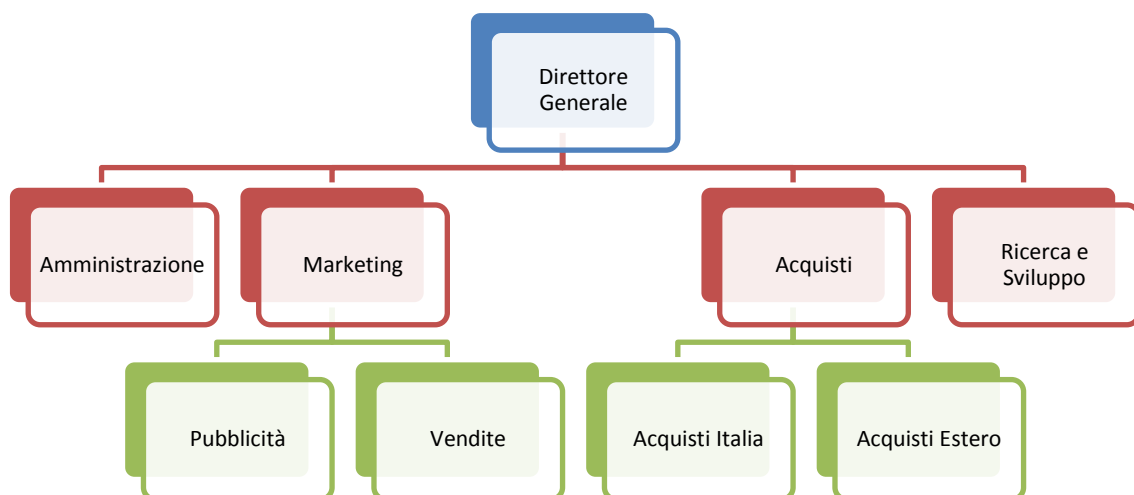 Direttore
Generale
Amministrazione
Marketing
Acquisti
Ricerca e
Sviluppo
Pubblicità
Vendite
Acquisti Italia
Acquisti Estero